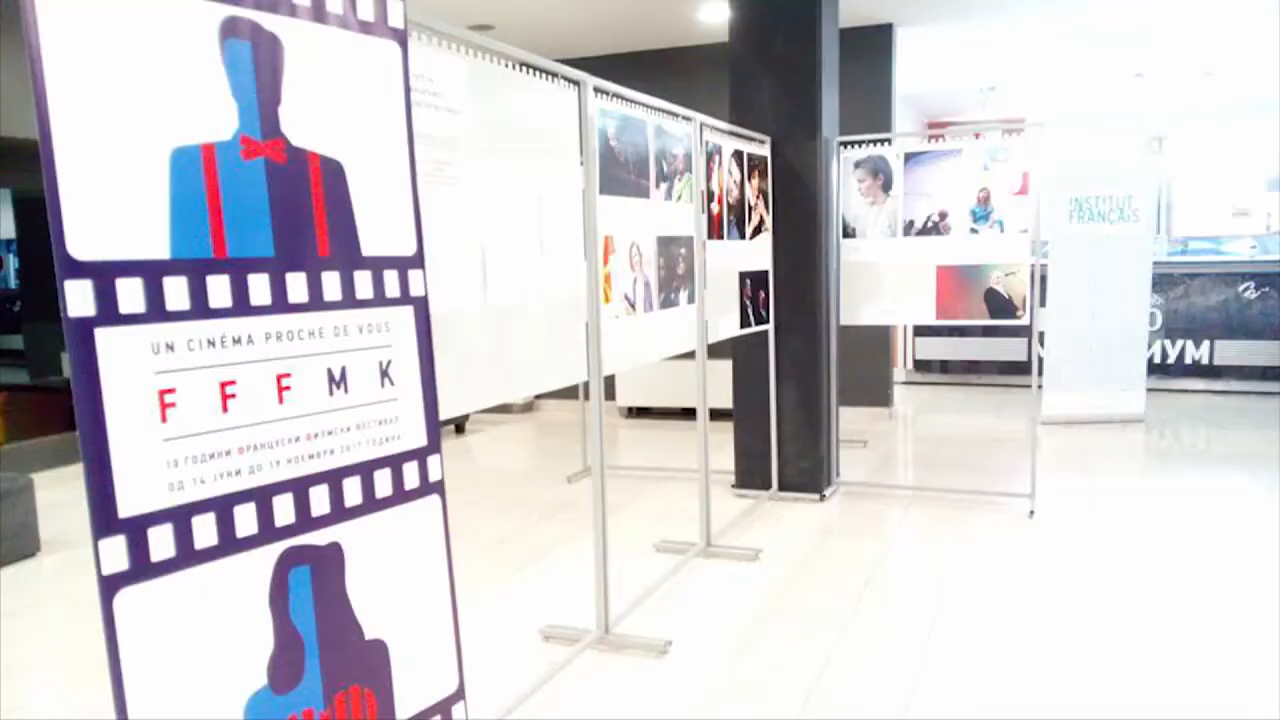 UN CINÉMA PROCHE DE VOUS
FFFMK
10 ГОДИНИ ФРАНЦУСКИ ФИЛМСКИ ФЕСТИВАЛ
ОД 14 ЈУНИ ДО 19 НОЕМВРИ 2017 ГОДИНА
INSTITUT
FRANÇAIS